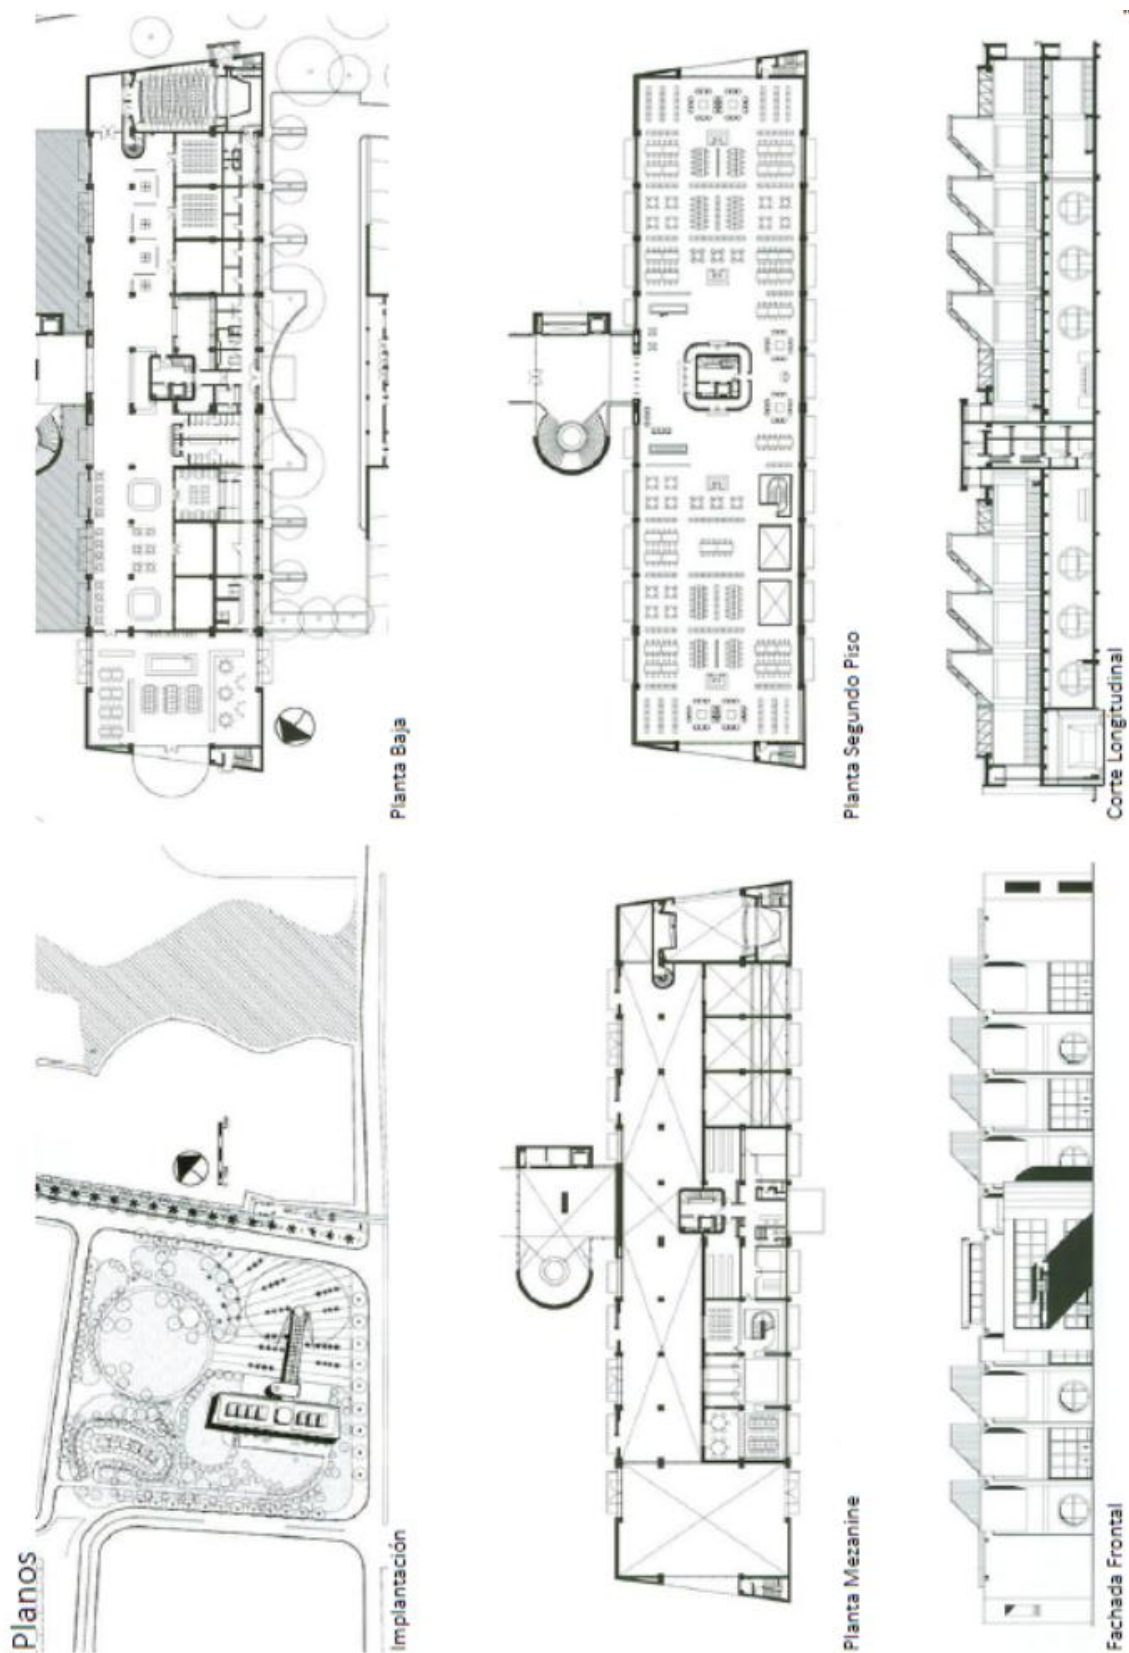 Planos
Implantación
Planta Baja
Planta Mezanine
Planta Segundo Piso
Fachada Frontal
Corte Longitudinal